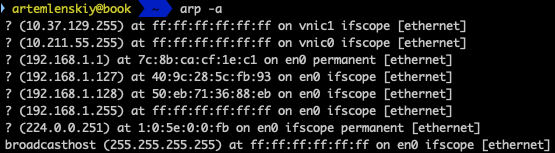 artemlenskiy@book ~ arp -a
? (10.37.129.255) at ff:ff:ff:ff:ff:ff on vnic1 ifscope [ethernet]
? (10.211.55.255) at ff:ff:ff:ff:ff:ff on vnic0 ifscope [ethernet]
? (192.168.1.1) at 7c:8b:ca:cf:1e:c1 on en0 permanent [ethernet]
? (192.168.1.127) at 40:9c:28:5c:fb:93 on en0 ifscope [ethernet]
? (192.168.1.128) at 50:eb:71:36:88:eb on en0 ifscope [ethernet]
? (192.168.1.255) at ff:ff:ff:ff:ff:ff on en0 ifscope [ethernet]
? (224.0.0.251) at 1:0:5e:0:0:fb on en0 ifscope permanent [ethernet]
broadcasthost (255.255.255.255) at ff:ff:ff:ff:ff:ff on en0 ifscope [ethernet]